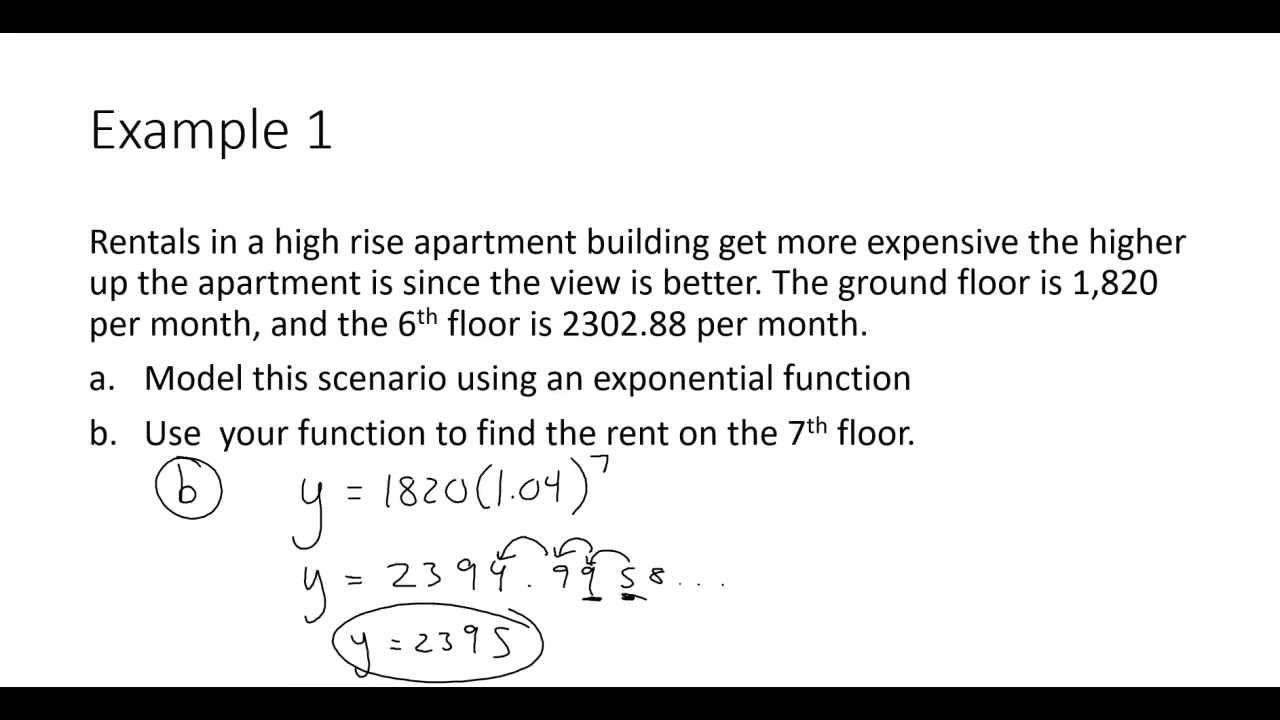 Example 1
Rentals in a high rise apartment building get more expensive the higher
up the apartment is since the view is better. The ground floor is 1,820
per month, and the 6th floor is 2302.88 per month.
a. Model this scenario using an exponential function
b. Use your function to find the rent on the 7th floor.
b y = 1820(1.04)^7
y = 2394.9958...
y = 2395